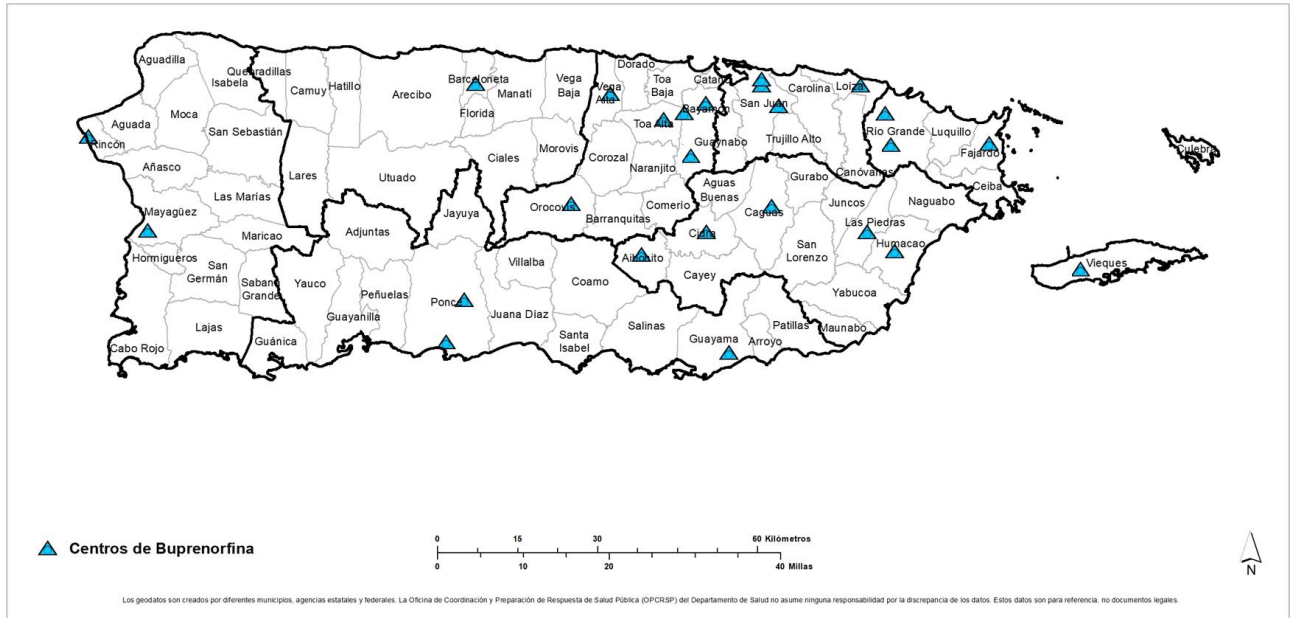 Aguadilla
Isabela
Quebradillas
Camuy
Hatillo
Arecibo
Barceloneta
Manatí
Vega
Baja
Vega
Alta
Dorado
Toa
Baja
Cataño
San Juan
Carolina
Loiza
Aguada
Moca
San Sebastián
Florida
Toa Alta
Bayamón
Trujillo Alto
Rio Grande
Luquillo
Fajardo
Culebra
Rincón
Añasco
Lares
Utuado
Ciales
Morovis
Corozal
Naranjito
Guaynabo
Canóvanas
Ceiba
Las Marías
Mayagüez
Maricao
Adjuntas
Jayuya
Orocovis
Barranquitas
Comerío
Aguas
Buenas
Caguas
Gurabo
Juncos
Naguabo
Las Piedras
Humacao
Hormigueros
San
Germán
Sabana
Grande
Yauco
Peñuelas
Guayanilla
Ponce
Villalba
Juana Díaz
Coamo
Aibonito
Cidra
Cayey
San
Lorenzo
Yabucoa
Vieques
Cabo Rojo
Lajas
Guánica
Santa
Isabel
Salinas
Guayama
Arroyo
Patillas
Maunabo
Centros de Buprenorfina
0 15 30 60 Kilómetros
0 10 20 40 Millas
N
Los geodatos son creados por diferentes municipios, agencias estatales y federales. La Oficina de Coordinación y Preparación de Respuesta de Salud Pública (OPCRSP) del Departamento de Salud no asume ninguna responsabilidad por la discrepancia de los datos. Estos datos son para referencia, no documentos legales.